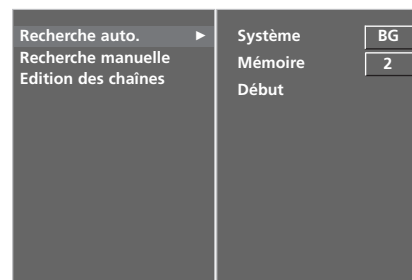 Recherche auto. ►
Recherche manuelle
Edition des chaînes
Système BG
Mémoire 2
Début